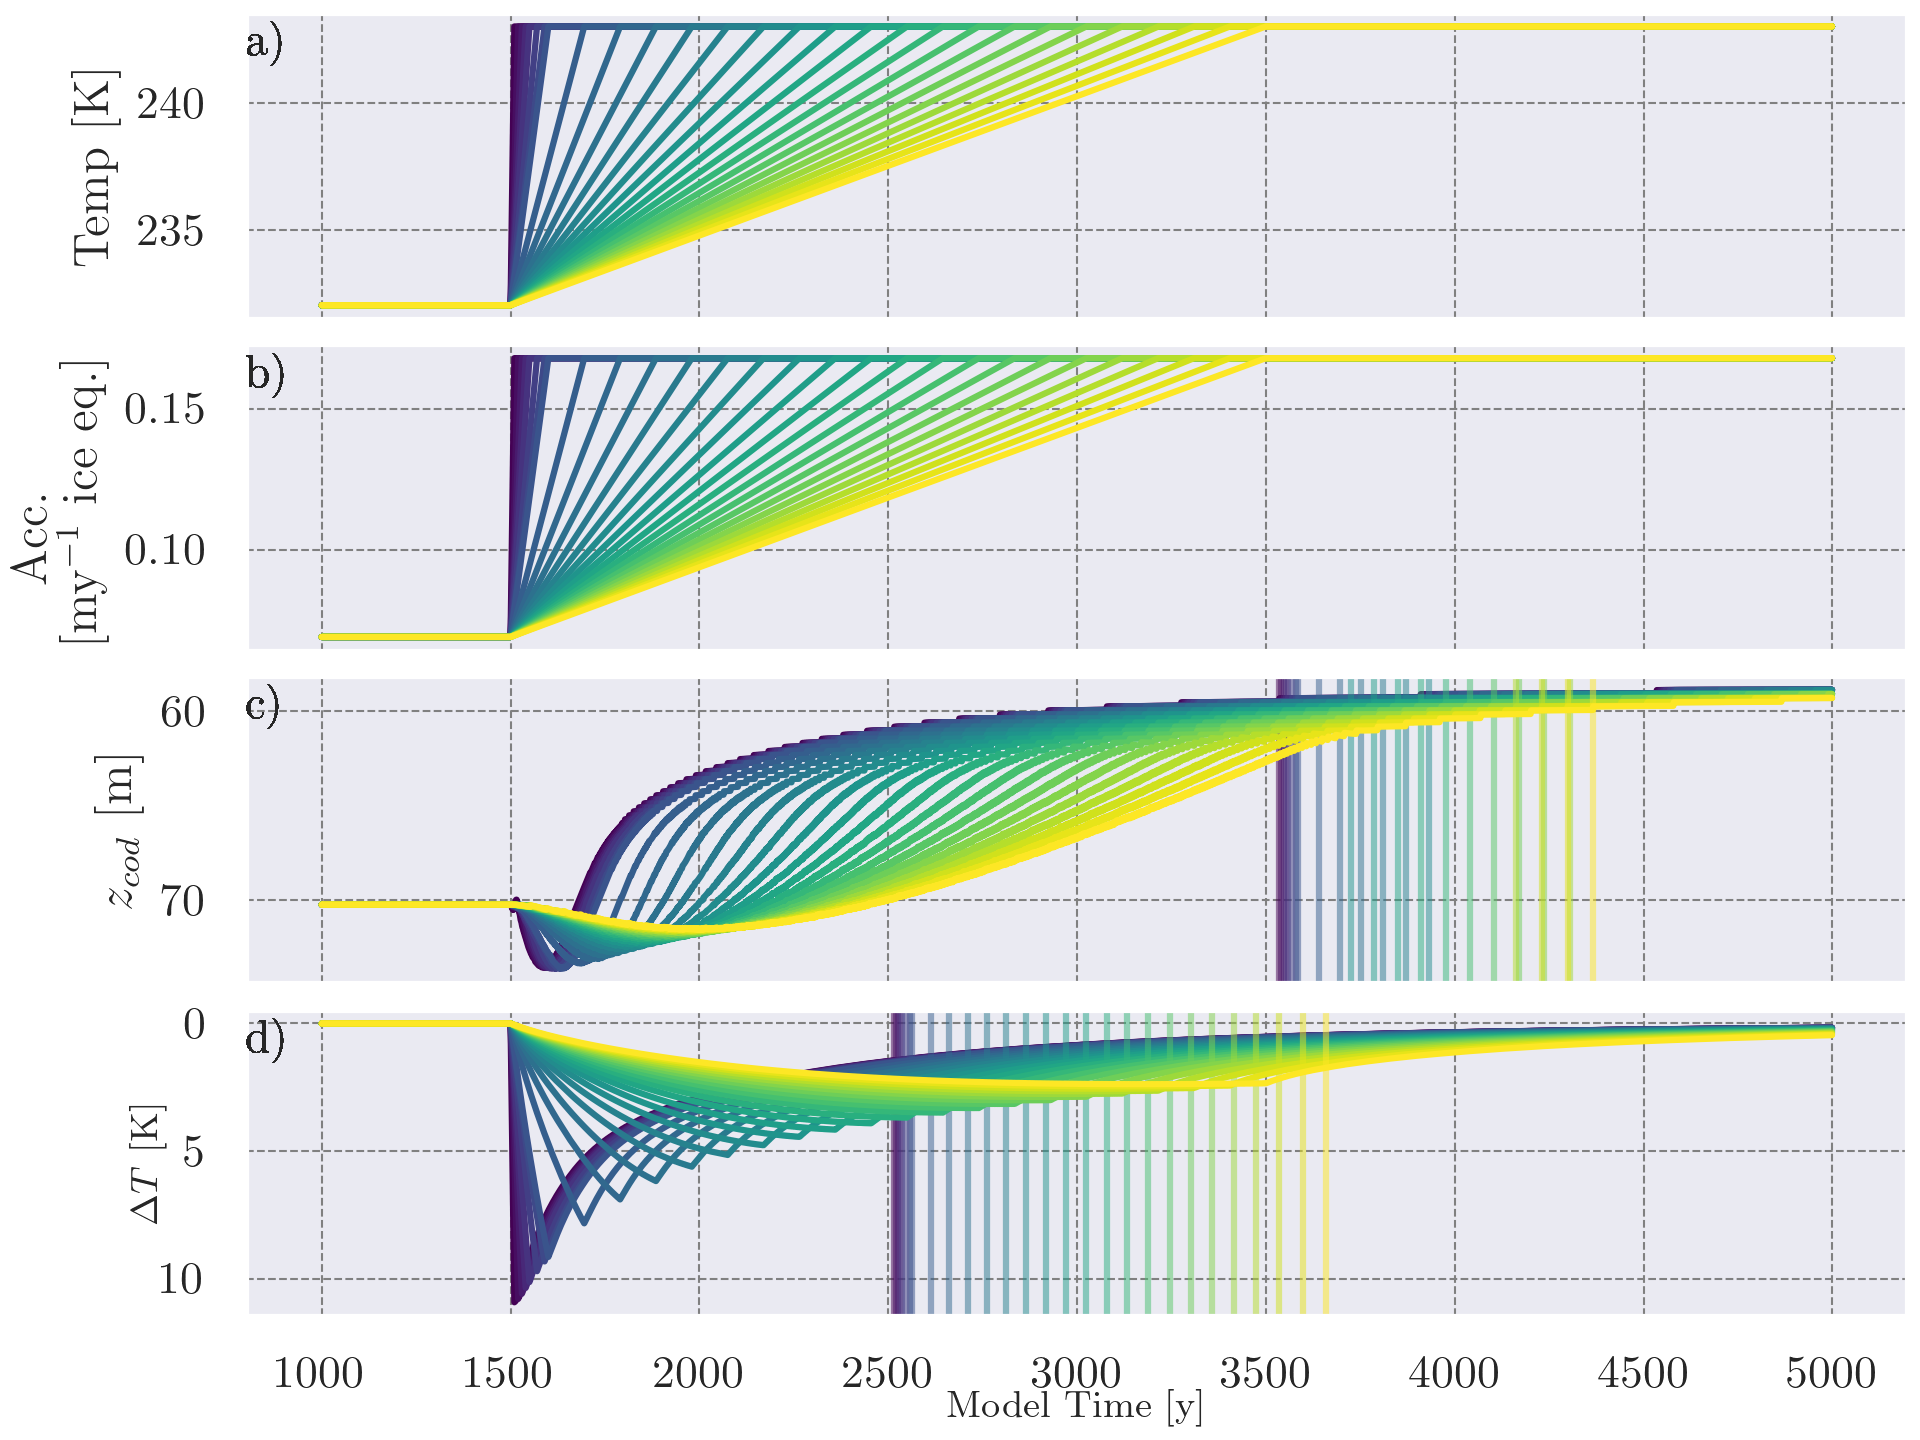 a)
Temp [K]
240
235
b)
Acc.
[my⁻¹ ice eq.]
0.15
0.10
c)
z_cod [m]
60
70
d)
ΔT [K]
0
5
10
1000 1500 2000 2500 3000 3500 4000 4500 5000
Model Time [y]